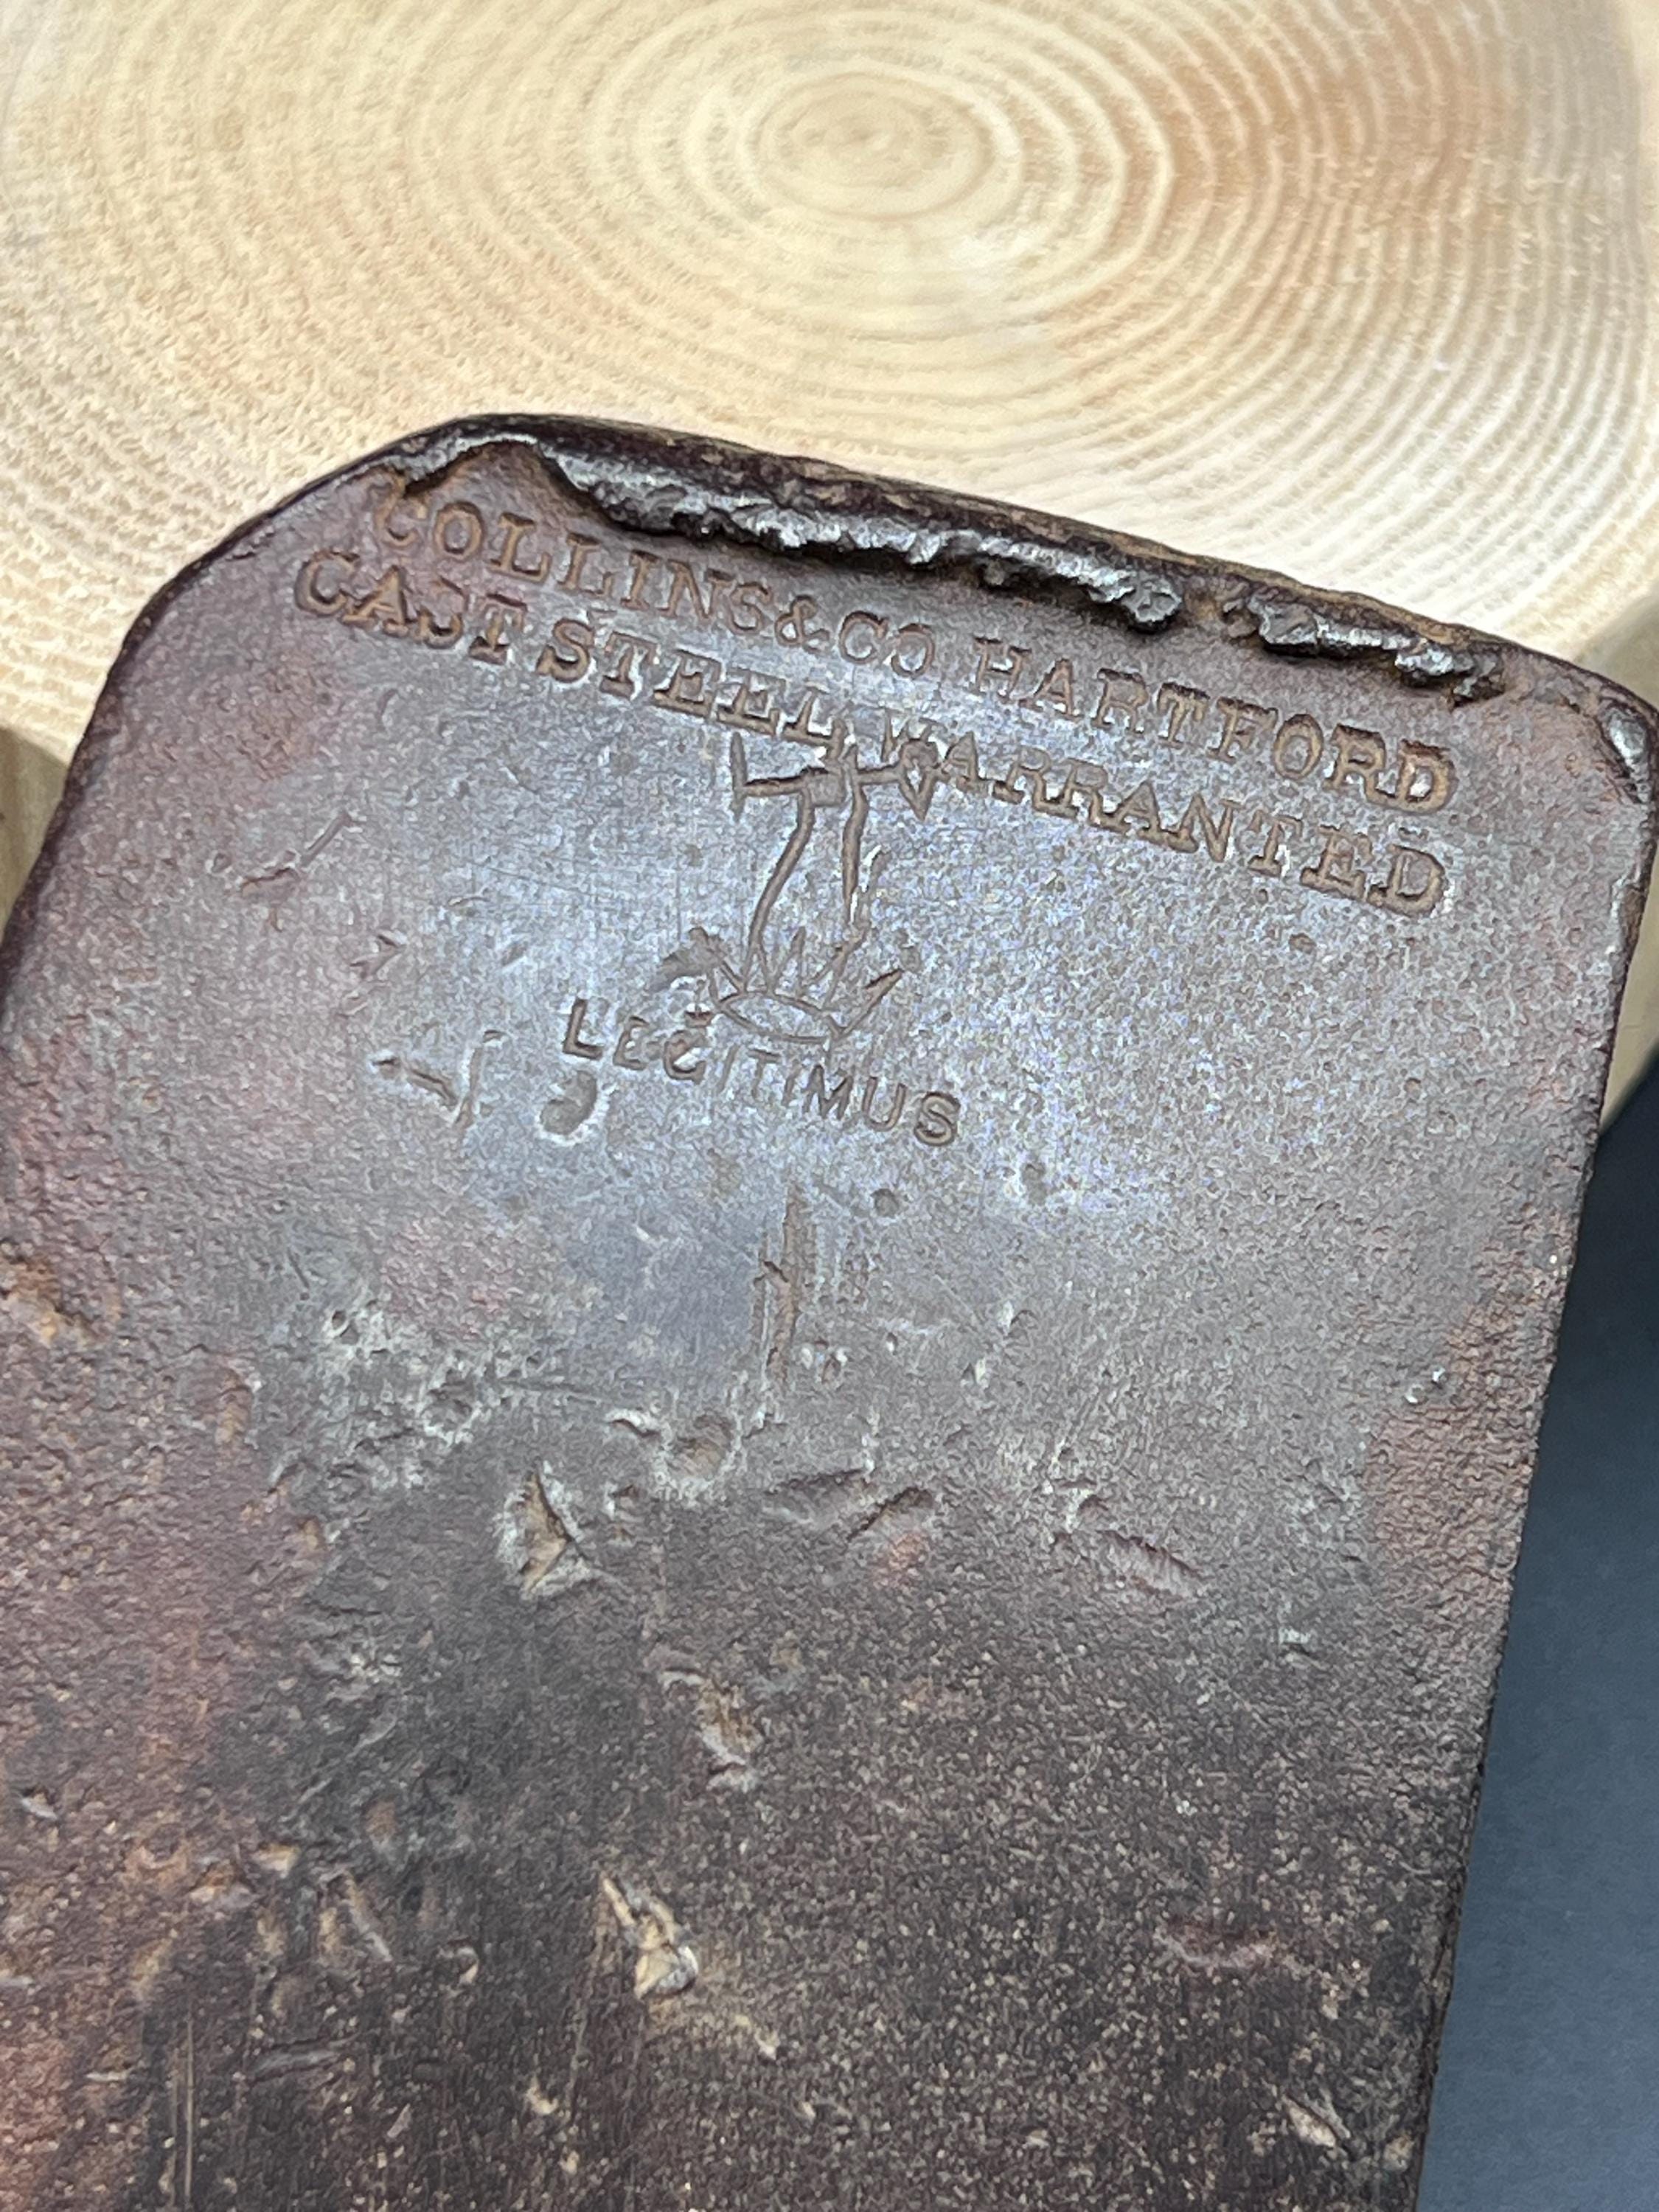 COLLINS & CO HARTFORD
CAST STEEL WARRANTED
LEGITIMUS